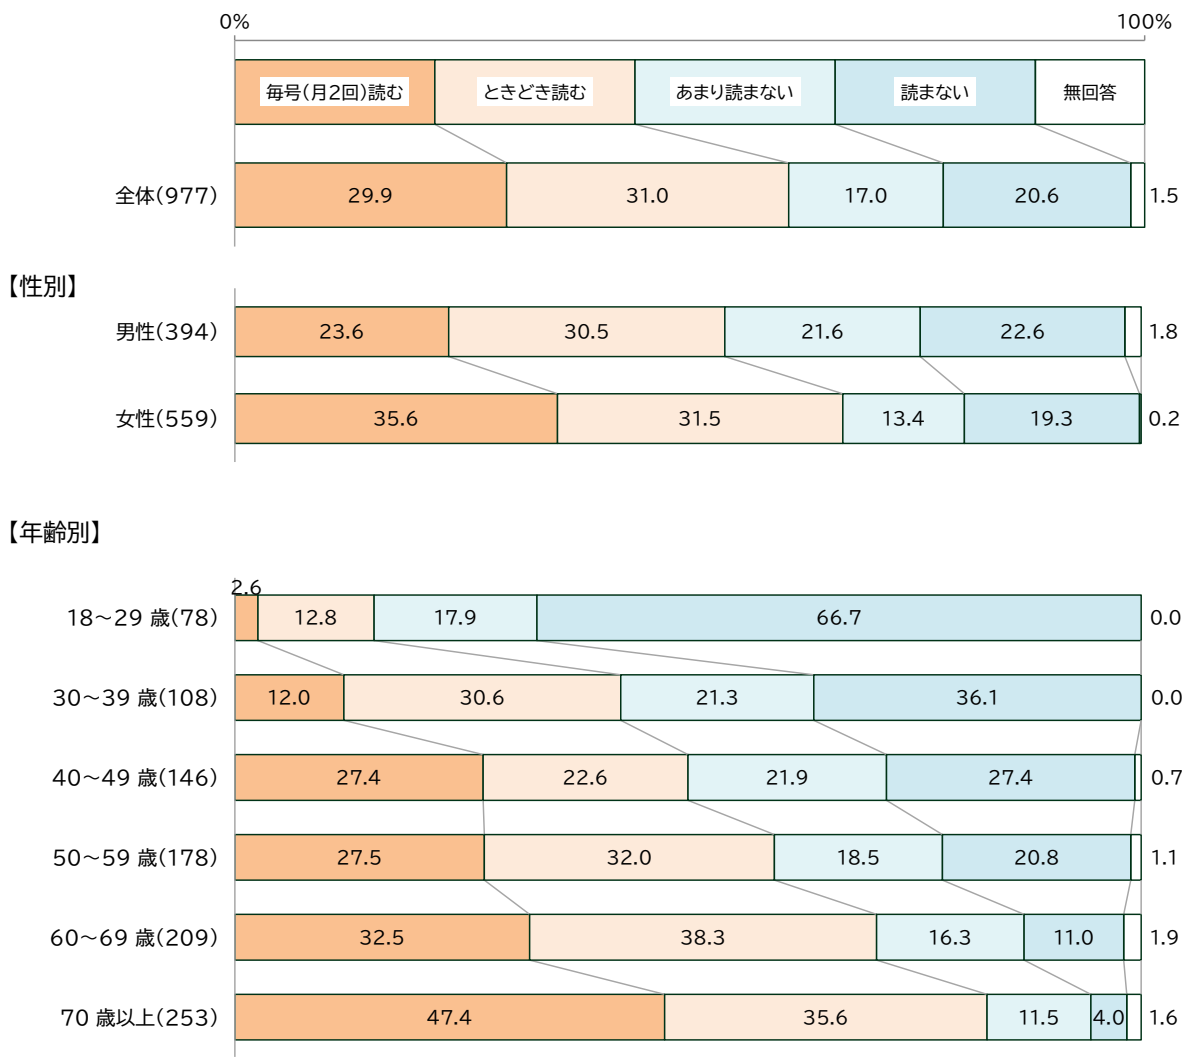 0% 100%
毎号(月2回)読む ときどき読む あまり読まない 読まない 無回答
全体(977) 29.9 31.0 17.0 20.6 1.5
【性別】
男性(394) 23.6 30.5 21.6 22.6 1.8
女性(559) 35.6 31.5 13.4 19.3 0.2
【年齢別】
18～29 歳(78) 2.6 12.8 17.9 66.7 0.0
30～39 歳(108) 12.0 30.6 21.3 36.1 0.0
40～49 歳(146) 27.4 22.6 21.9 27.4 0.7
50～59 歳(178) 27.5 32.0 18.5 20.8 1.1
60～69 歳(209) 32.5 38.3 16.3 11.0 1.9
70 歳以上(253) 47.4 35.6 11.5 4.0 1.6